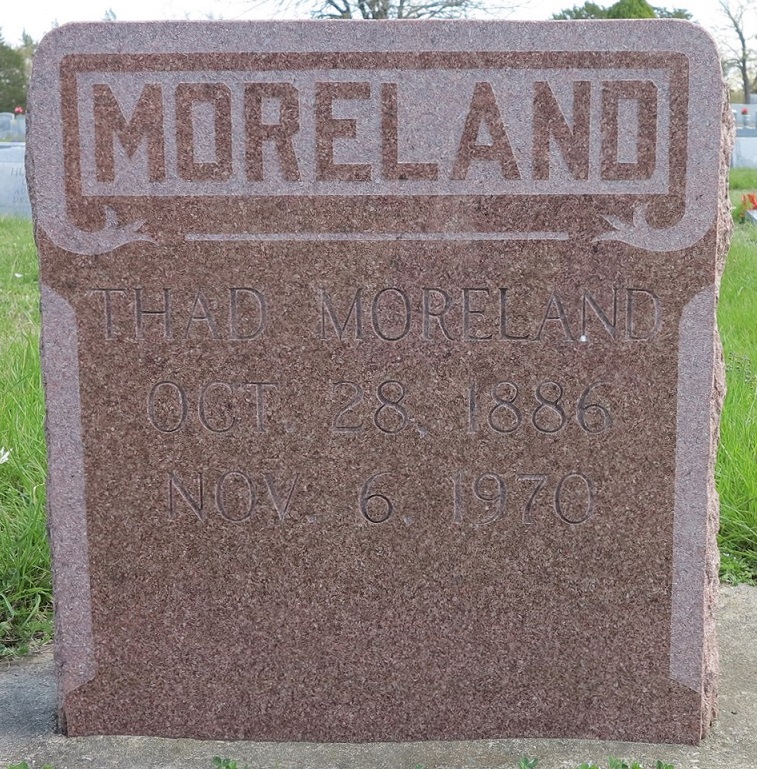 MORELAND
THAD MORELAND
OCT. 28, 1886
NOV. 6, 1970